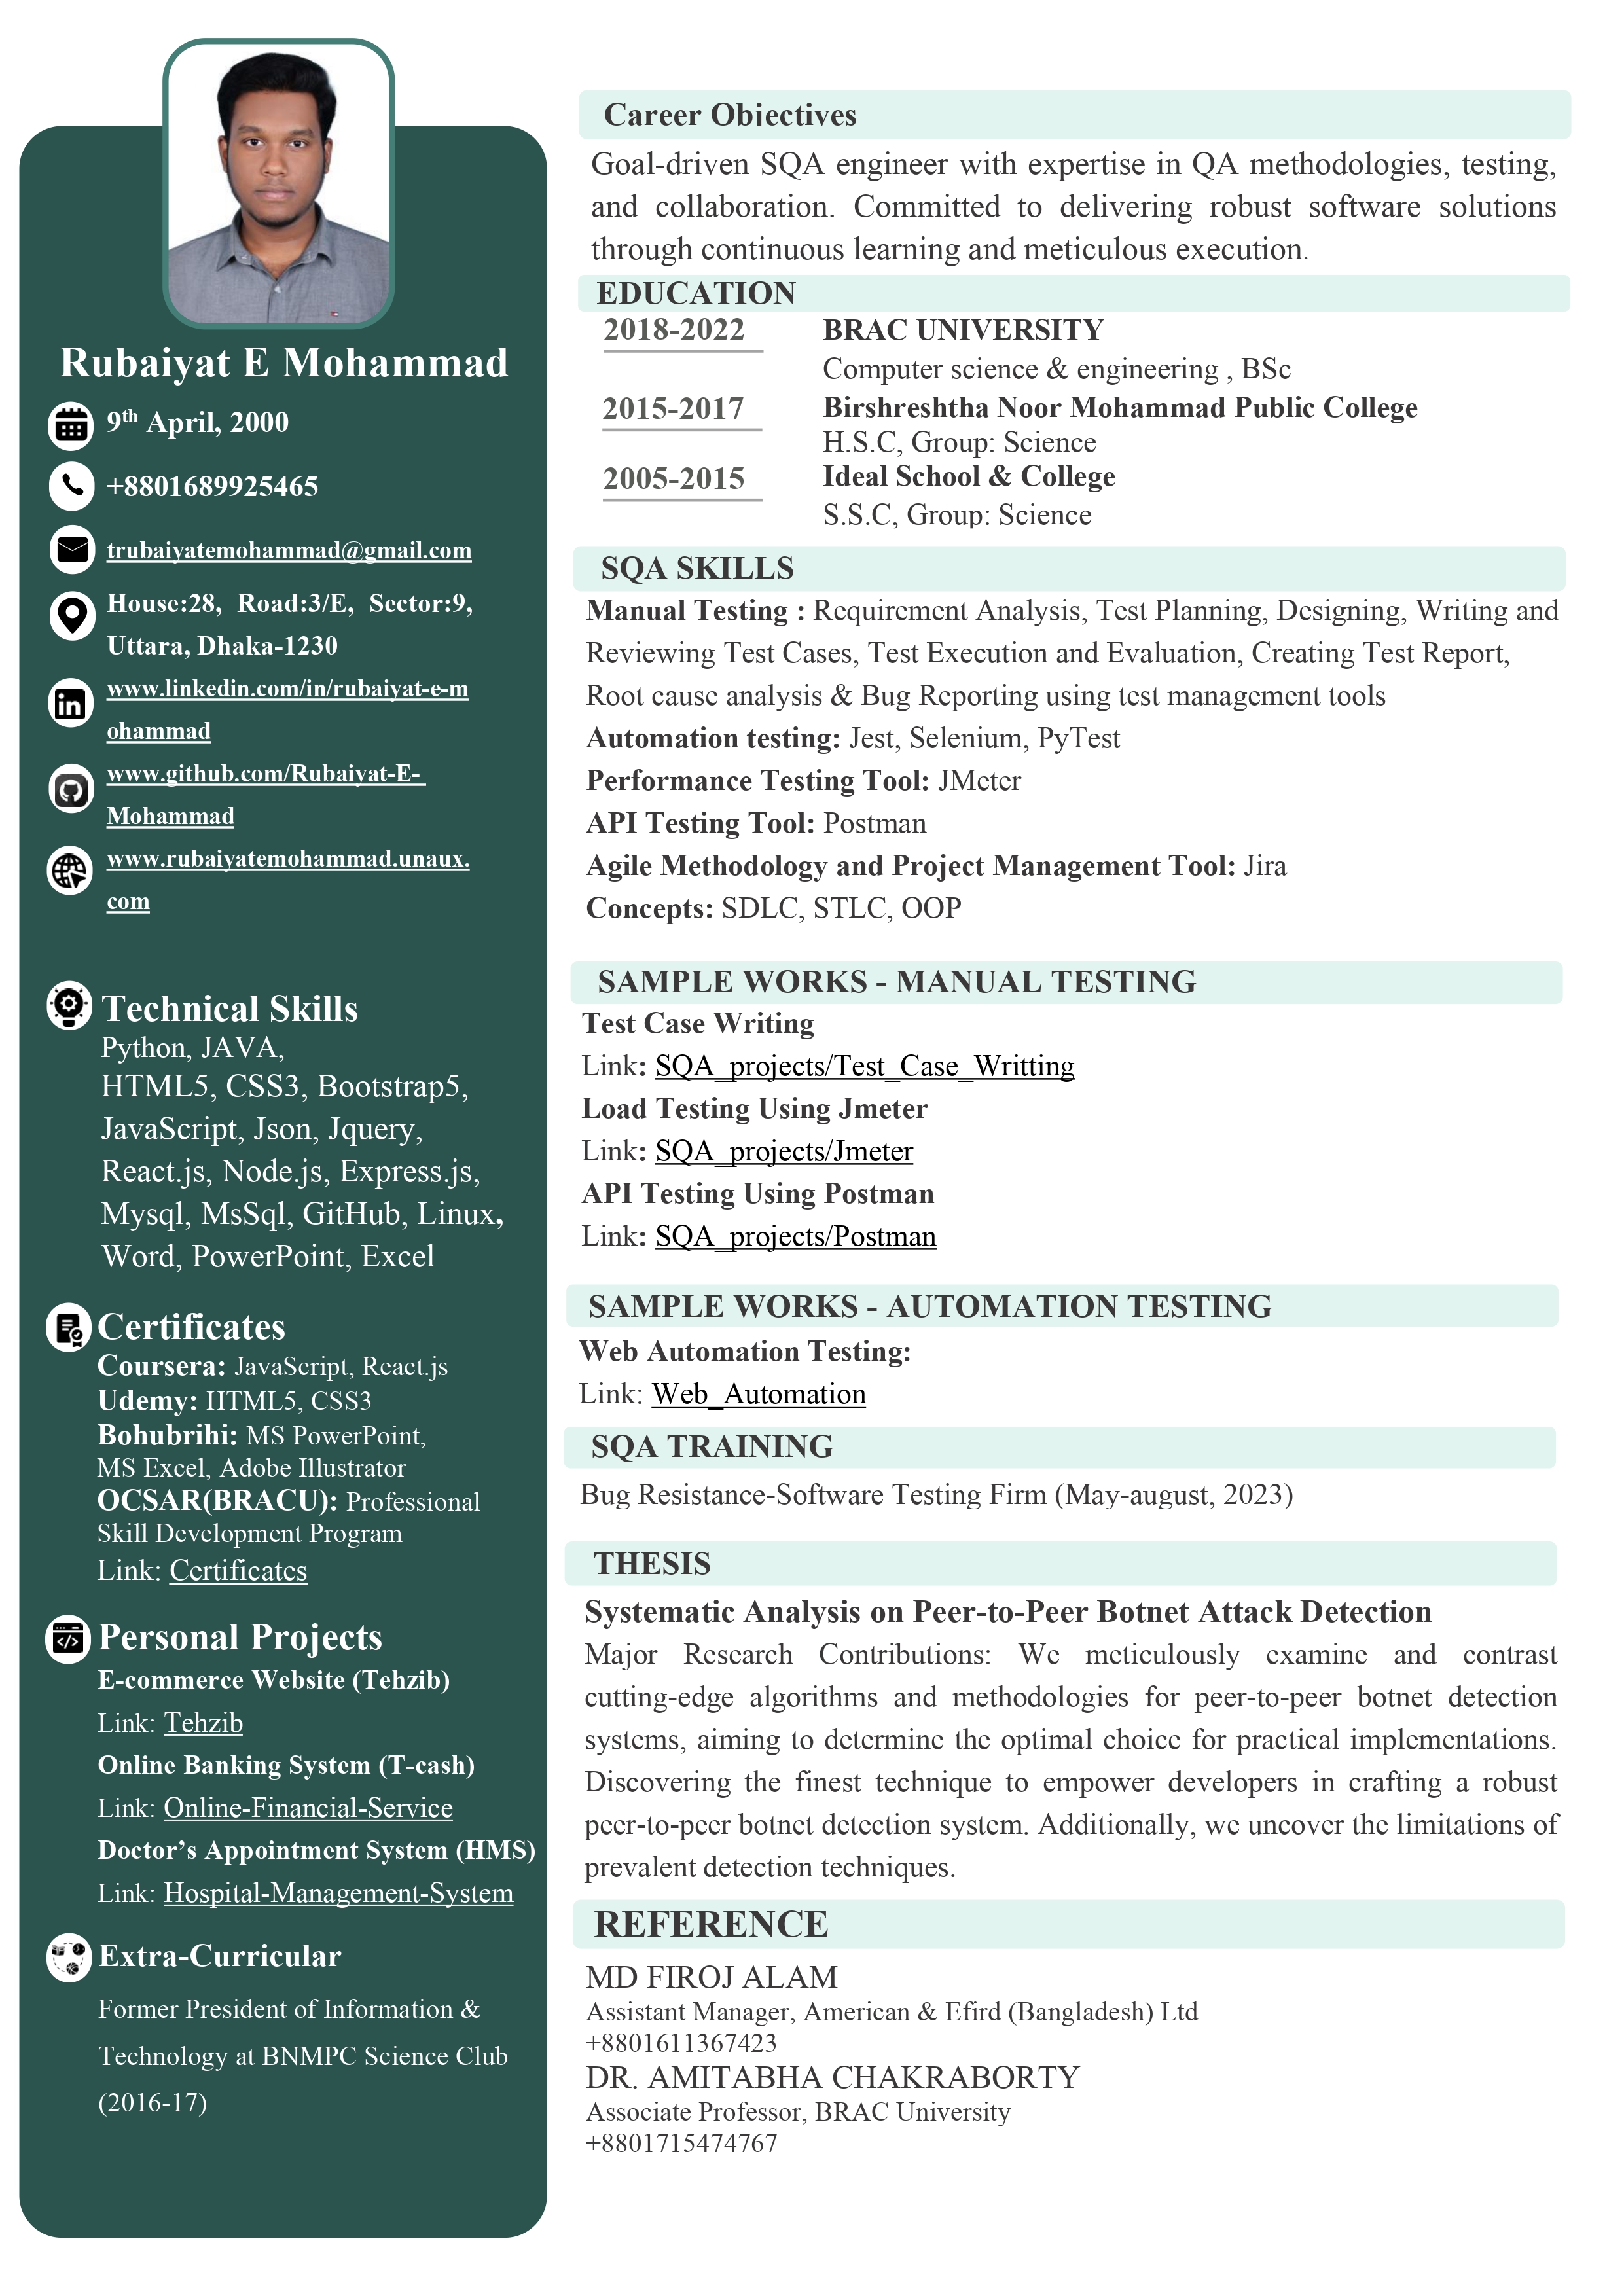 Rubaiyat E Mohammad
9th April, 2000
+8801689925465
trubaiyatemohammad@gmail.com
House:28, Road:3/E, Sector:9,
Uttara, Dhaka-1230
www.linkedin.com/in/rubaiyat-e-m
ohammad
www.github.com/Rubaiyat-E-
Mohammad
www.rubaiyatemohammad.unaux.
com
Technical Skills
Python, JAVA,
HTML5, CSS3, Bootstrap5,
JavaScript, Json, Jquery,
React.js, Node.js, Express.js,
Mysql, MsSql, GitHub, Linux,
Word, PowerPoint, Excel
Certificates
Coursera: JavaScript, React.js
Udemy: HTML5, CSS3
Bohubrihi: MS PowerPoint,
MS Excel, Adobe Illustrator
OCSAR(BRACU): Professional
Skill Development Program
Link: Certificates
Personal Projects
E-commerce Website (Tehzib)
Link: Tehzib
Online Banking System (T-cash)
Link: Online-Financial-Service
Doctor’s Appointment System (HMS)
Link: Hospital-Management-System
Extra-Curricular
Former President of Information &
Technology at BNMPC Science Club
(2016-17)
Career Objectives
Goal-driven SQA engineer with expertise in QA methodologies, testing,
and collaboration. Committed to delivering robust software solutions
through continuous learning and meticulous execution.
EDUCATION
2018-2022 BRAC UNIVERSITY
Computer science & engineering , BSc
2015-2017 Birshreshtha Noor Mohammad Public College
H.S.C, Group: Science
2005-2015 Ideal School & College
S.S.C, Group: Science
SQA SKILLS
Manual Testing : Requirement Analysis, Test Planning, Designing, Writing and
Reviewing Test Cases, Test Execution and Evaluation, Creating Test Report,
Root cause analysis & Bug Reporting using test management tools
Automation testing: Jest, Selenium, PyTest
Performance Testing Tool: JMeter
API Testing Tool: Postman
Agile Methodology and Project Management Tool: Jira
Concepts: SDLC, STLC, OOP
SAMPLE WORKS - MANUAL TESTING
Test Case Writing
Link: SQA_projects/Test_Case_Writting
Load Testing Using Jmeter
Link: SQA_projects/Jmeter
API Testing Using Postman
Link: SQA_projects/Postman
SAMPLE WORKS - AUTOMATION TESTING
Web Automation Testing:
Link: Web_Automation
SQA TRAINING
Bug Resistance-Software Testing Firm (May-august, 2023)
THESIS
Systematic Analysis on Peer-to-Peer Botnet Attack Detection
Major Research Contributions: We meticulously examine and contrast
cutting-edge algorithms and methodologies for peer-to-peer botnet detection
systems, aiming to determine the optimal choice for practical implementations.
Discovering the finest technique to empower developers in crafting a robust
peer-to-peer botnet detection system. Additionally, we uncover the limitations of
prevalent detection techniques.
REFERENCE
MD FIROJ ALAM
Assistant Manager, American & Efird (Bangladesh) Ltd
+8801611367423
DR. AMITABHA CHAKRABORTY
Associate Professor, BRAC University
+8801715474767